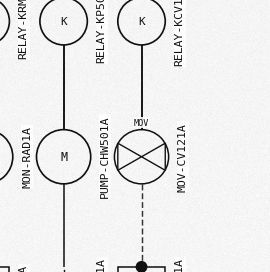 K
K
RELAY-KRM
RELAY-KP50
RELAY-KCV1
MOV
M
MON-RAD1A
PUMP-CHW501A
MOV-CV121A
A
1A
1A